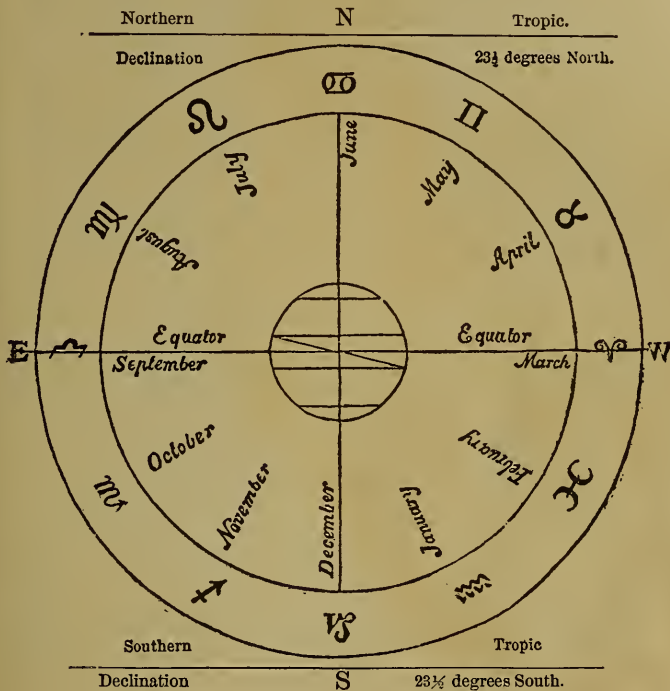 Northern N Tropic.
Declination 23½ degrees North.
♋
♌ ♊
June
July May
♍ ♉
August April
Equator Equator
E ♎ ♈ W
September March
October February
♏ ♓
November January
December
♐ ♒
♑
Southern Tropic
Declination S 23½ degrees South.